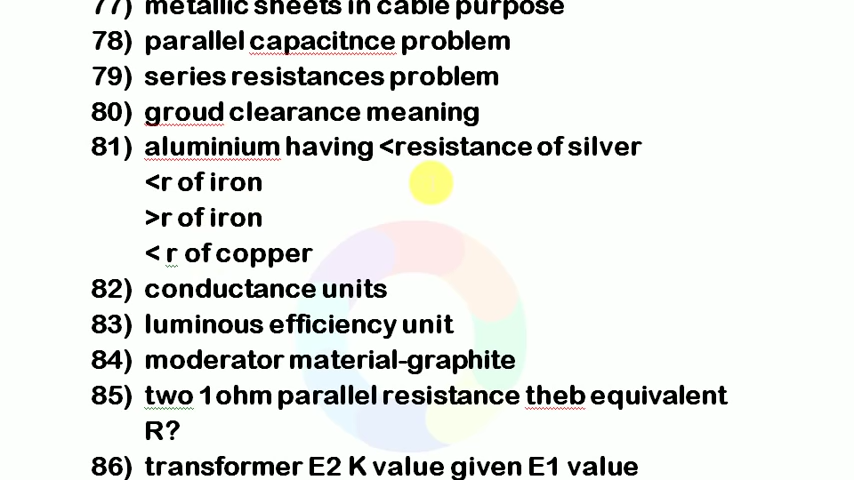 77) metallic sheets in cable purpose
78) parallel capacitnce problem
79) series resistances problem
80) groud clearance meaning
81) aluminium having <resistance of silver
<r of iron
>r of iron
< r of copper
82) conductance units
83) luminous efficiency unit
84) moderator material-graphite
85) two 1ohm parallel resistance theb equivalent
R?
86) transformer E2 K value given E1 value